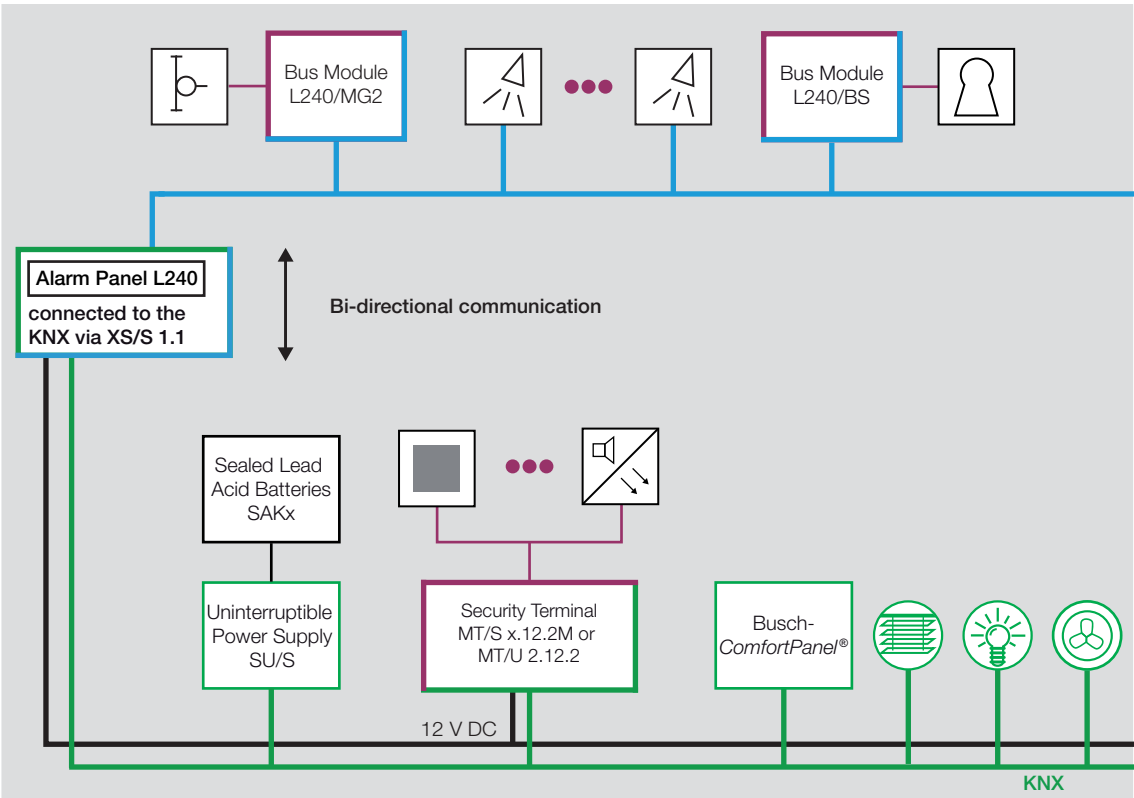 Bus Module
L240/MG2
Bus Module
L240/BS
Alarm Panel L240
connected to the
KNX via XS/S 1.1
Bi-directional communication
Sealed Lead
Acid Batteries
SAKx
Uninterruptible
Power Supply
SU/S
Security Terminal
MT/S x.12.2M or
MT/U 2.12.2
Busch-
ComfortPanel®
12 V DC
KNX